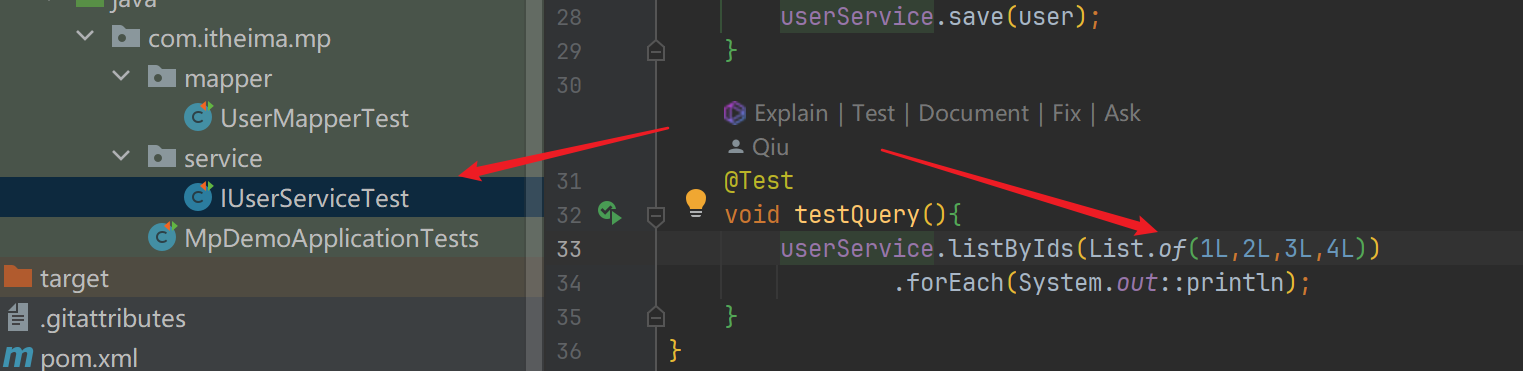 java
com.itheima.mp
mapper
UserMapperTest
service
IUserServiceTest
MpDemoApplicationTests
target
.gitattributes
pom.xml
28 userService.save(user);
29 }
30
Explain | Test | Document | Fix | Ask
Qiu
31 @Test
32 void testQuery(){
33 userService.listByIds(List.of(1L,2L,3L,4L))
34 .forEach(System.out::println);
35 }
36 }